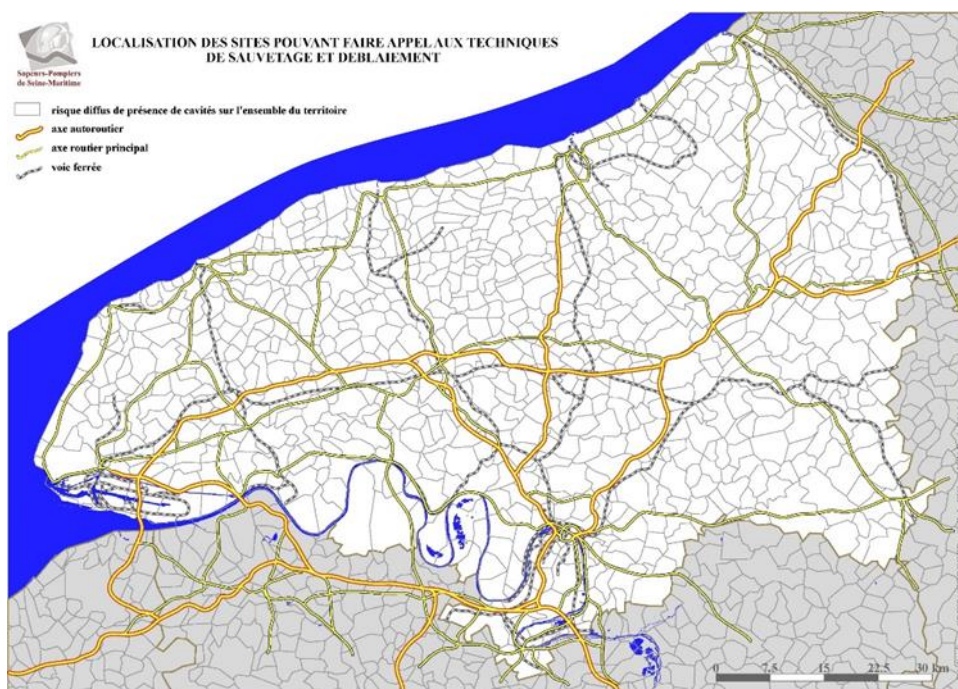 LOCALISATION DES SITES POUVANT FAIRE APPEL AUX TECHNIQUES
DE SAUVETAGE ET DEBLAIEMENT
Sapeurs-Pompiers
de Seine-Maritime
risque diffus de présence de cavités sur l'ensemble du territoire
axe autoroutier
axe routier principal
voie ferrée
0 7.5 15 22.5 30 km